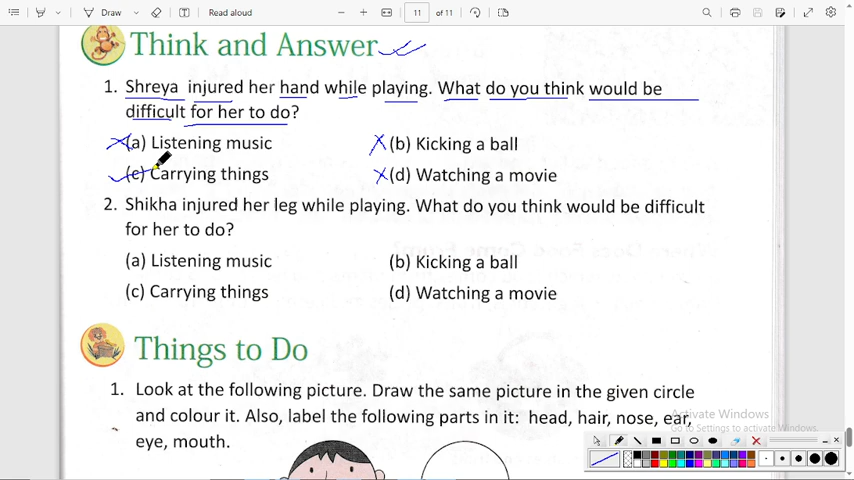 Draw
Read aloud
11
of 11
Think and Answer
1. Shreya injured her hand while playing. What do you think would be
difficult for her to do?
(a) Listening music
(b) Kicking a ball
(c) Carrying things
(d) Watching a movie
2. Shikha injured her leg while playing. What do you think would be difficult
for her to do?
(a) Listening music
(b) Kicking a ball
(c) Carrying things
(d) Watching a movie
Things to Do
1. Look at the following picture. Draw the same picture in the given circle
and colour it. Also, label the following parts in it: head, hair, nose, ear,
eye, mouth.
Activate Windows
Go to Settings to activate Windows.